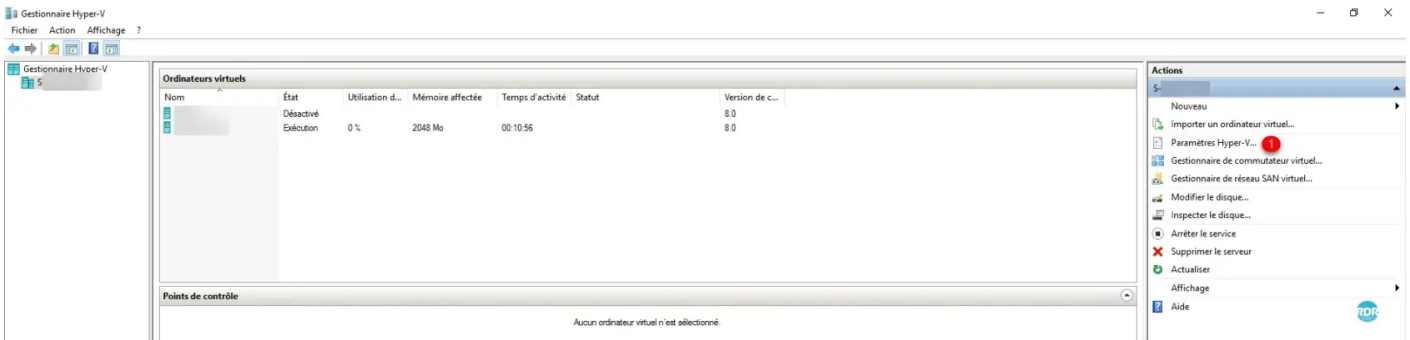 Gestionnaire Hyper-V
Fichier Action Affichage ?
Gestionnaire Hyper-V
S
Ordinateurs virtuels
Nom État Utilisation d... Mémoire affectée Temps d'activité Statut Version de c...
Désactivé 8.0
Exécution 0 % 2048 Mo 00:10:56 8.0
Points de contrôle
Aucun ordinateur virtuel n'est sélectionné.
Actions
S-
Nouveau
Importer un ordinateur virtuel...
Paramètres Hyper-V... 1
Gestionnaire de commutateur virtuel...
Gestionnaire de réseau SAN virtuel...
Modifier le disque...
Inspecter le disque...
Arrêter le service
Supprimer le serveur
Actualiser
Affichage
Aide
RDR